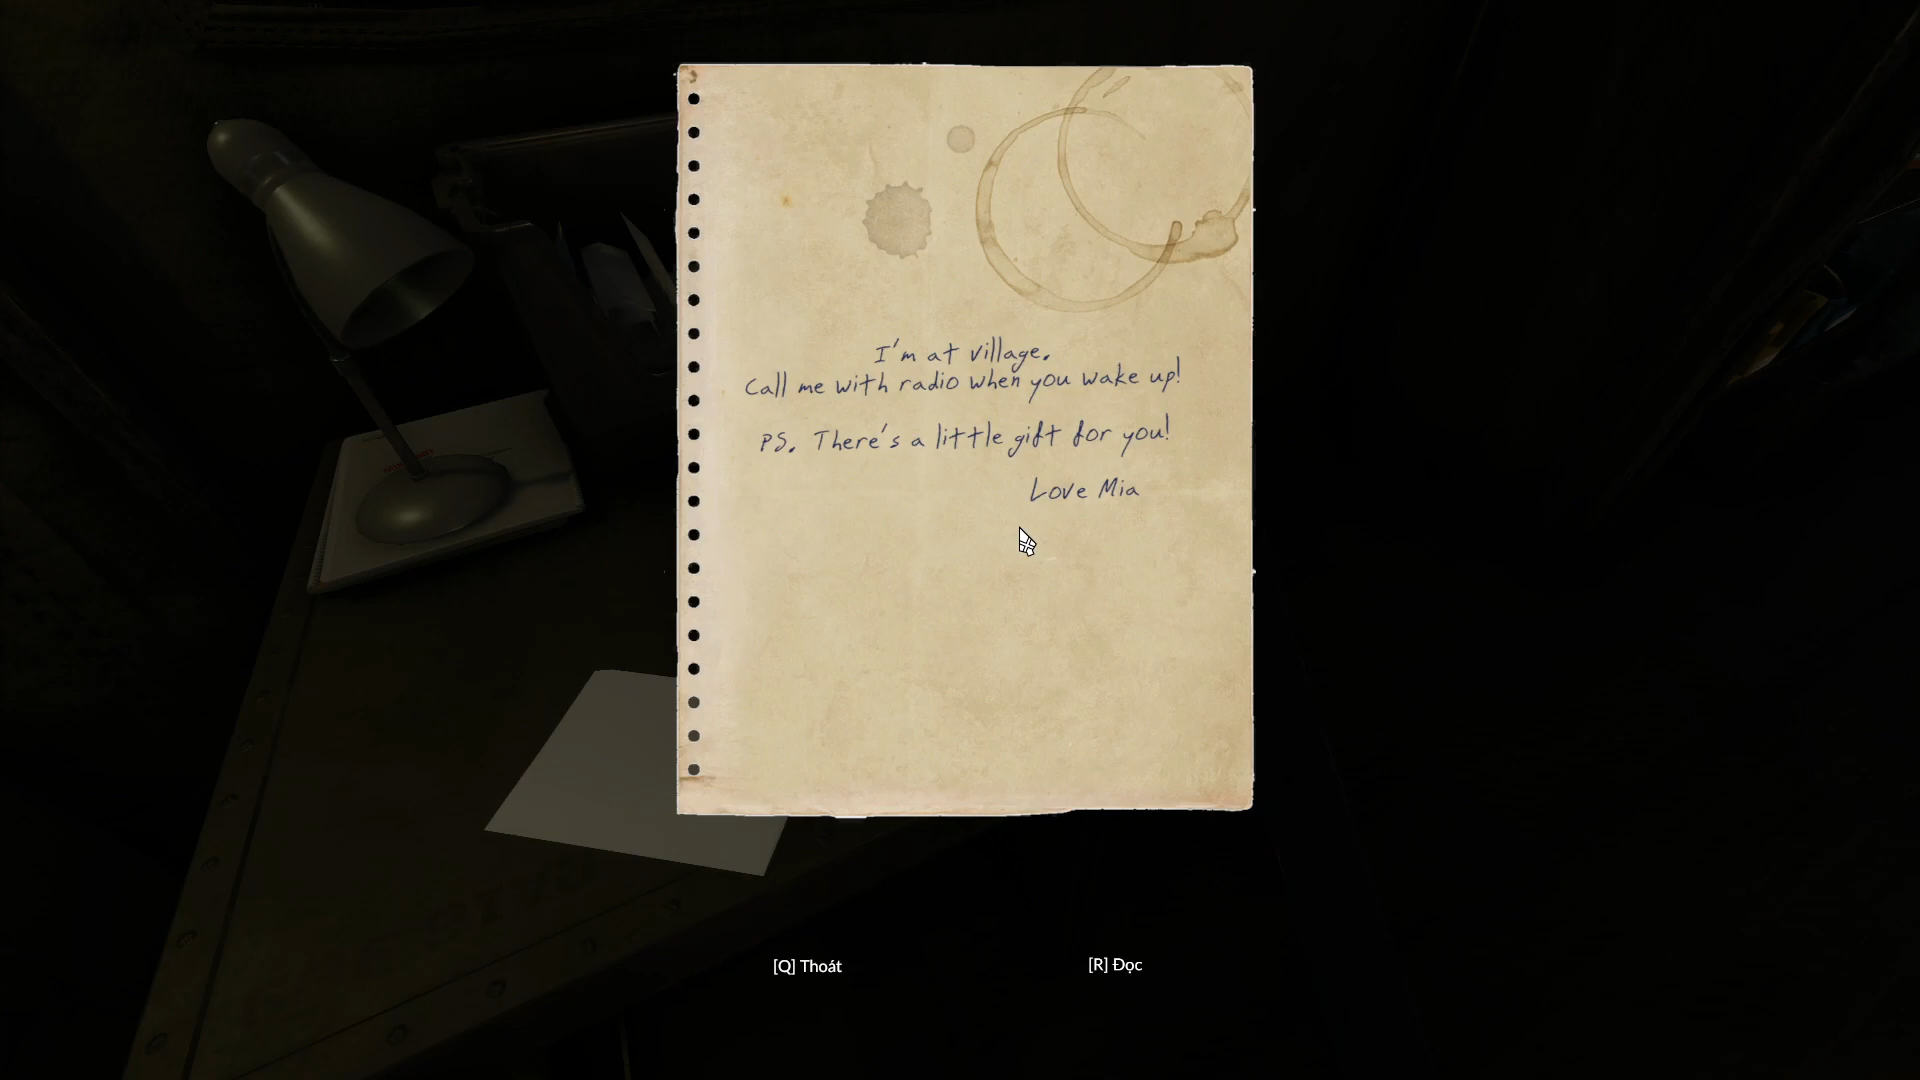 I'm at village.
Call me with radio when you wake up!
PS. There's a little gift for you!
Love Mia
[Q] Thoát
[R] Đọc